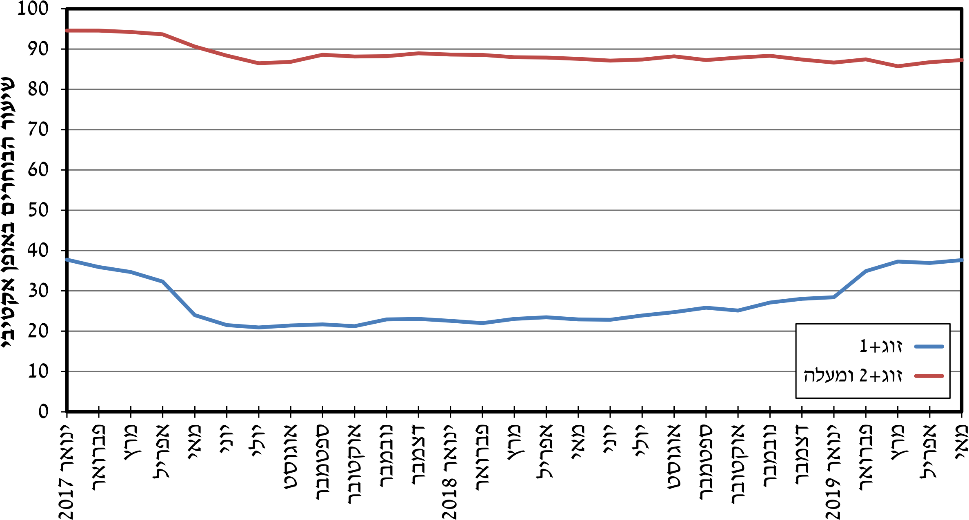 שיעור הבוחרים באופן אקטיבי
100
90
80
70
60
50
40
30
20
10
0
זוג+1
זוג+2 ומעלה
ינואר 2017
פברואר
מרץ
אפריל
מאי
יוני
יולי
אוגוסט
ספטמבר
אוקטובר
נובמבר
דצמבר
ינואר 2018
פברואר
מרץ
אפריל
מאי
יוני
יולי
אוגוסט
ספטמבר
אוקטובר
נובמבר
דצמבר
ינואר 2019
פברואר
מרץ
אפריל
מאי